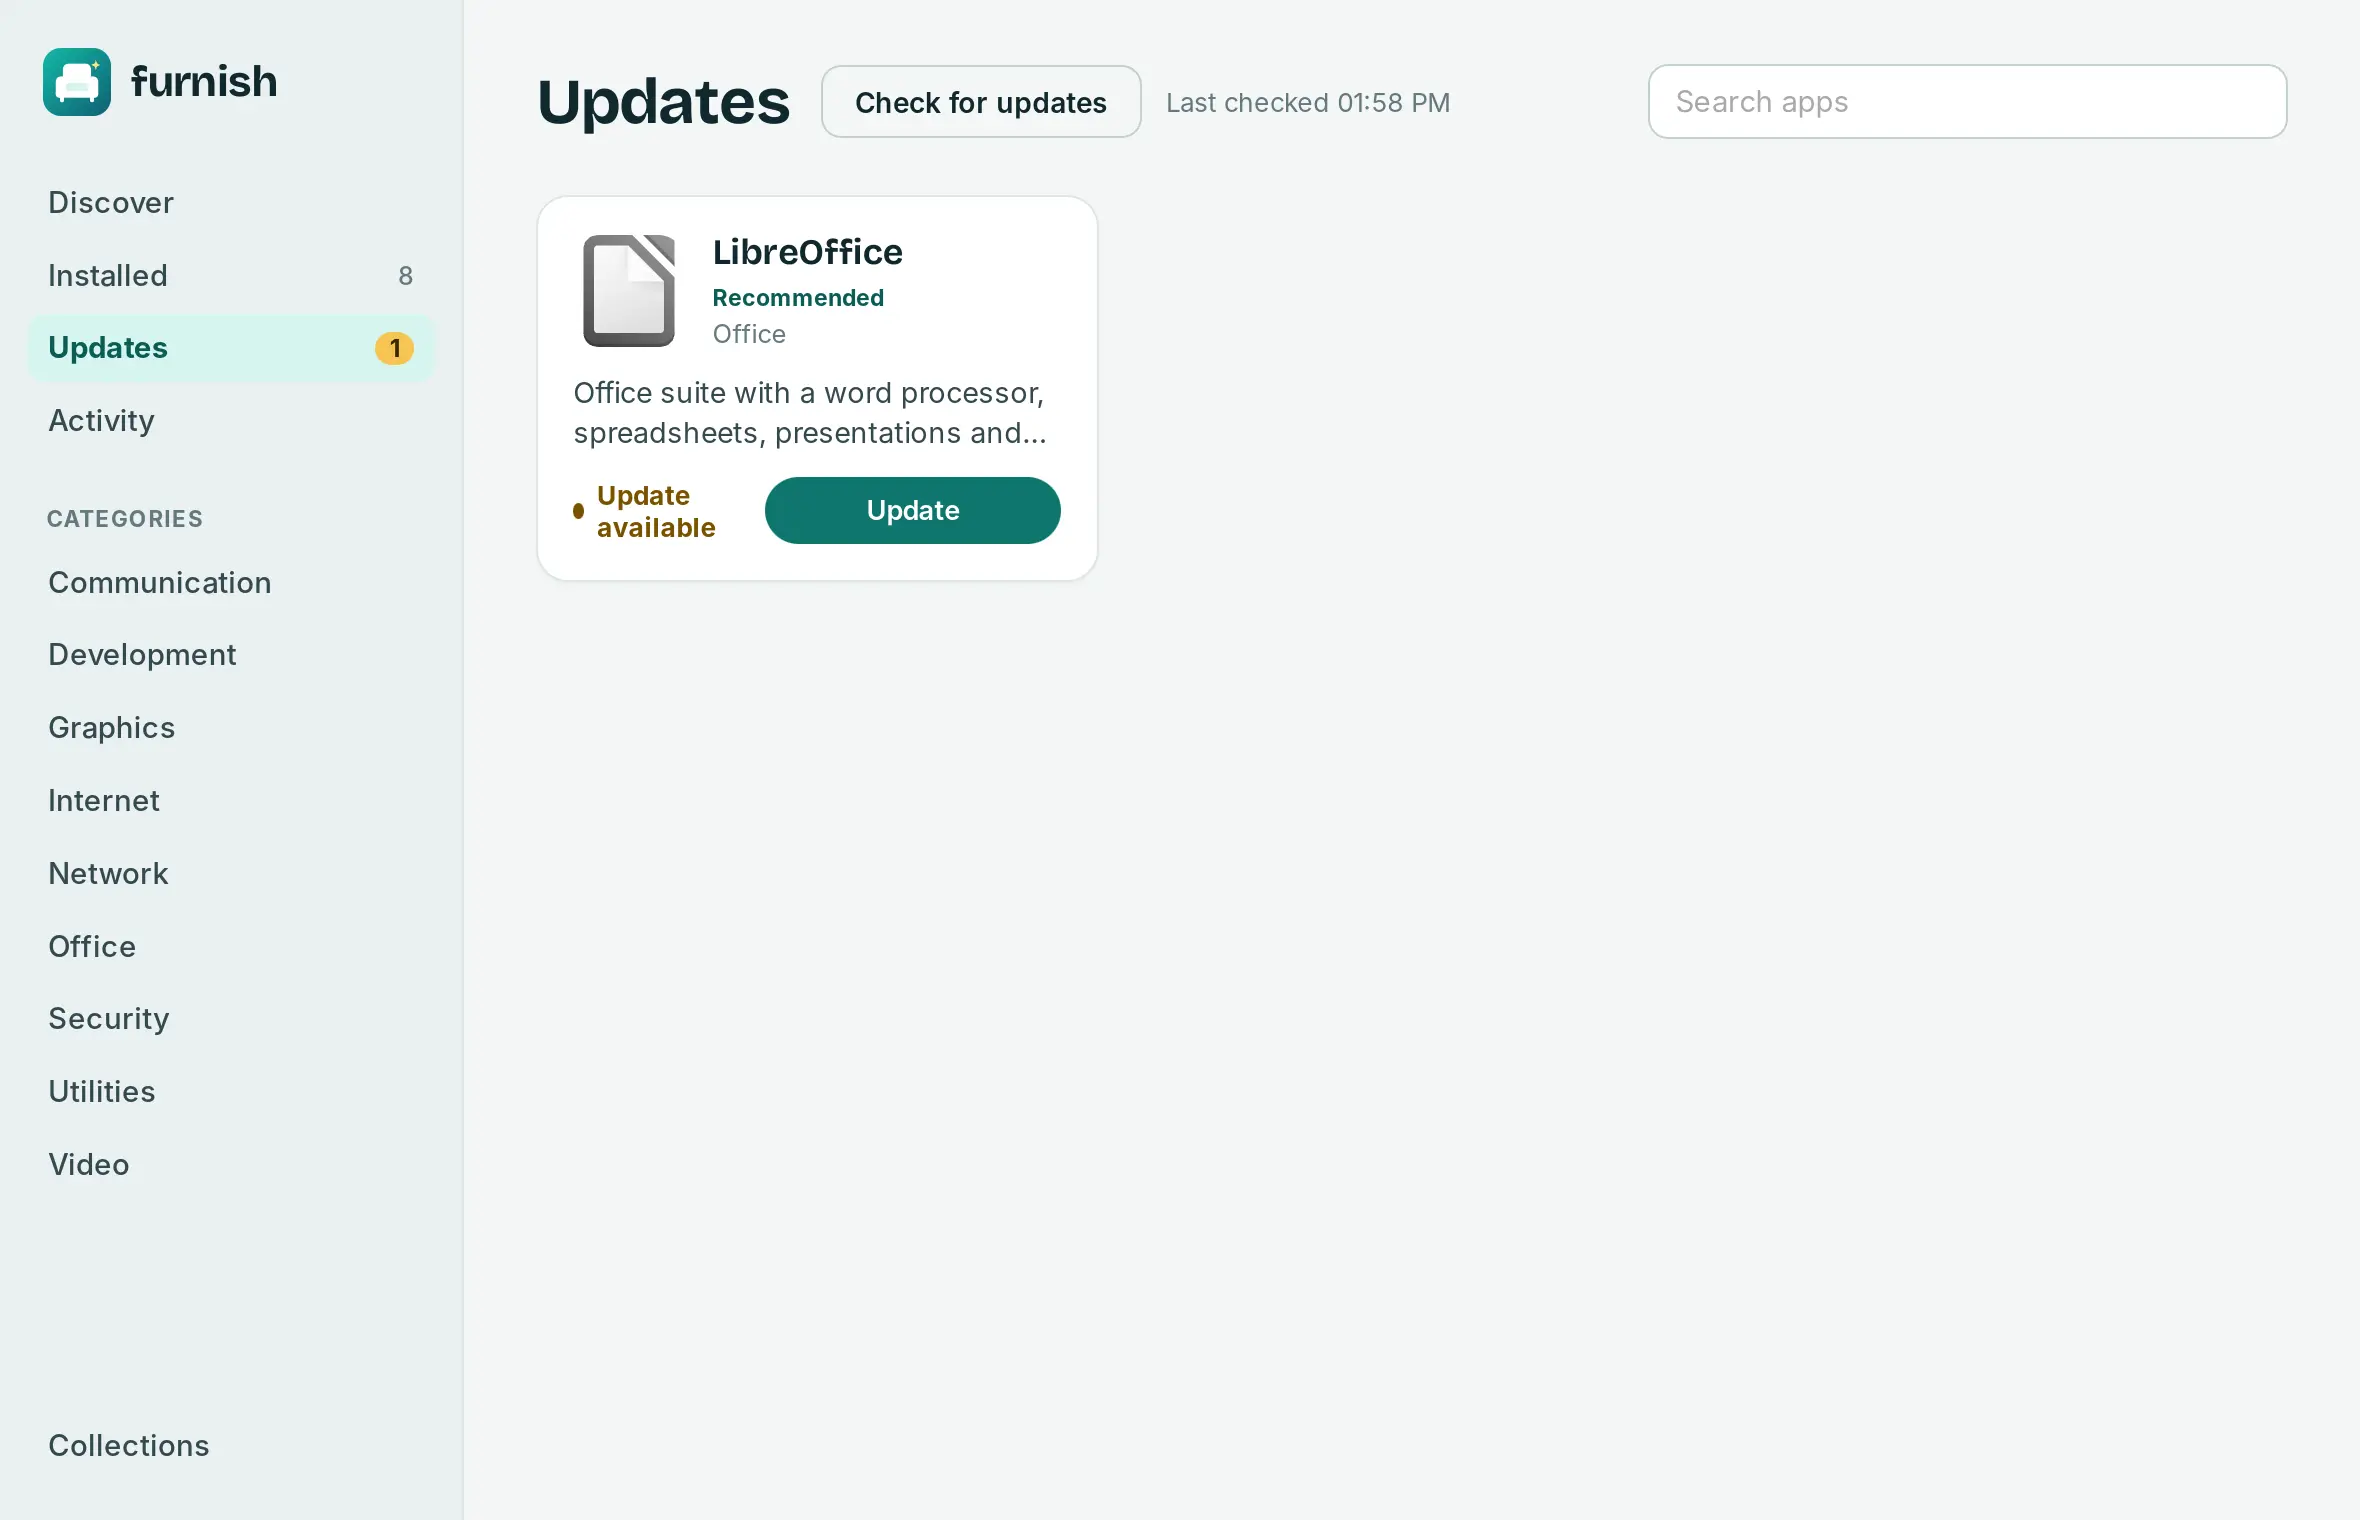 furnish
Discover
Installed 8
Updates 1
Activity
CATEGORIES
Communication
Development
Graphics
Internet
Network
Office
Security
Utilities
Video
Collections
Updates
Check for updates
Last checked 01:58 PM
Search apps
LibreOffice
Recommended
Office
Office suite with a word processor,
spreadsheets, presentations and...
Update
available
Update